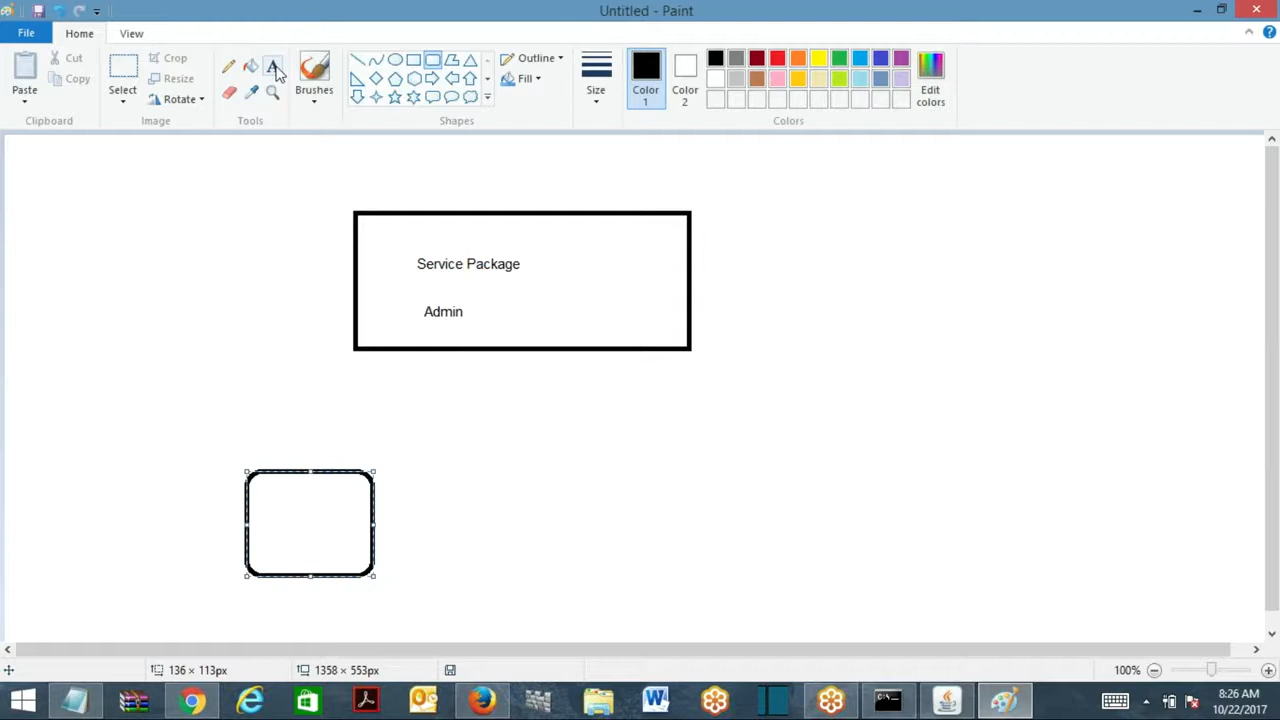 Untitled - Paint
File
Home
View
Paste
Cut
Copy
Clipboard
Select
Crop
Resize
Rotate
Image
A
Tools
Brushes
Outline
Fill
Shapes
Size
Color
1
Color
2
Edit
colors
Colors
Service Package
Admin
136 × 113px
1358 × 553px
100%
8:26 AM
10/22/2017